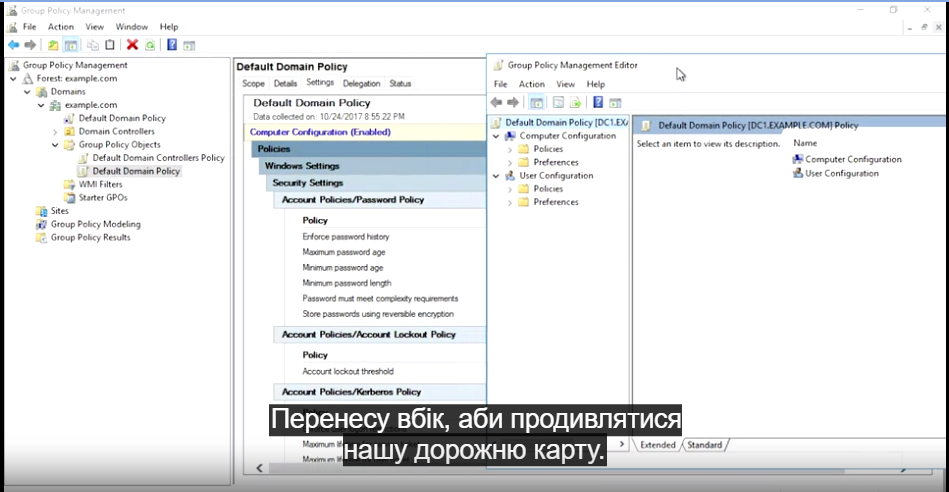 Group Policy Management
File Action View Window Help
Group Policy Management
Forest: example.com
Domains
example.com
Default Domain Policy
Domain Controllers
Group Policy Objects
Default Domain Controllers Policy
Default Domain Policy
WMI Filters
Starter GPOs
Sites
Group Policy Modeling
Group Policy Results
Default Domain Policy
Scope Details Settings Delegation Status
Default Domain Policy
Data collected on: 10/24/2017 8:55:22 PM
Computer Configuration (Enabled)
Policies
Windows Settings
Security Settings
Account Policies/Password Policy
Policy
Enforce password history
Maximum password age
Minimum password age
Minimum password length
Password must meet complexity requirements
Store passwords using reversible encryption
Account Policies/Account Lockout Policy
Policy
Account lockout threshold
Account Policies/Kerberos Policy
Group Policy Management Editor
File Action View Help
Default Domain Policy [DC1.EXA
Computer Configuration
Policies
Preferences
User Configuration
Policies
Preferences
Default Domain Policy [DC1.EXAMPLE.COM] Policy
Select an item to view its description.
Name
Computer Configuration
User Configuration
Extended Standard
Перенесу вбік, аби продивлятися
нашу дорожню карту.